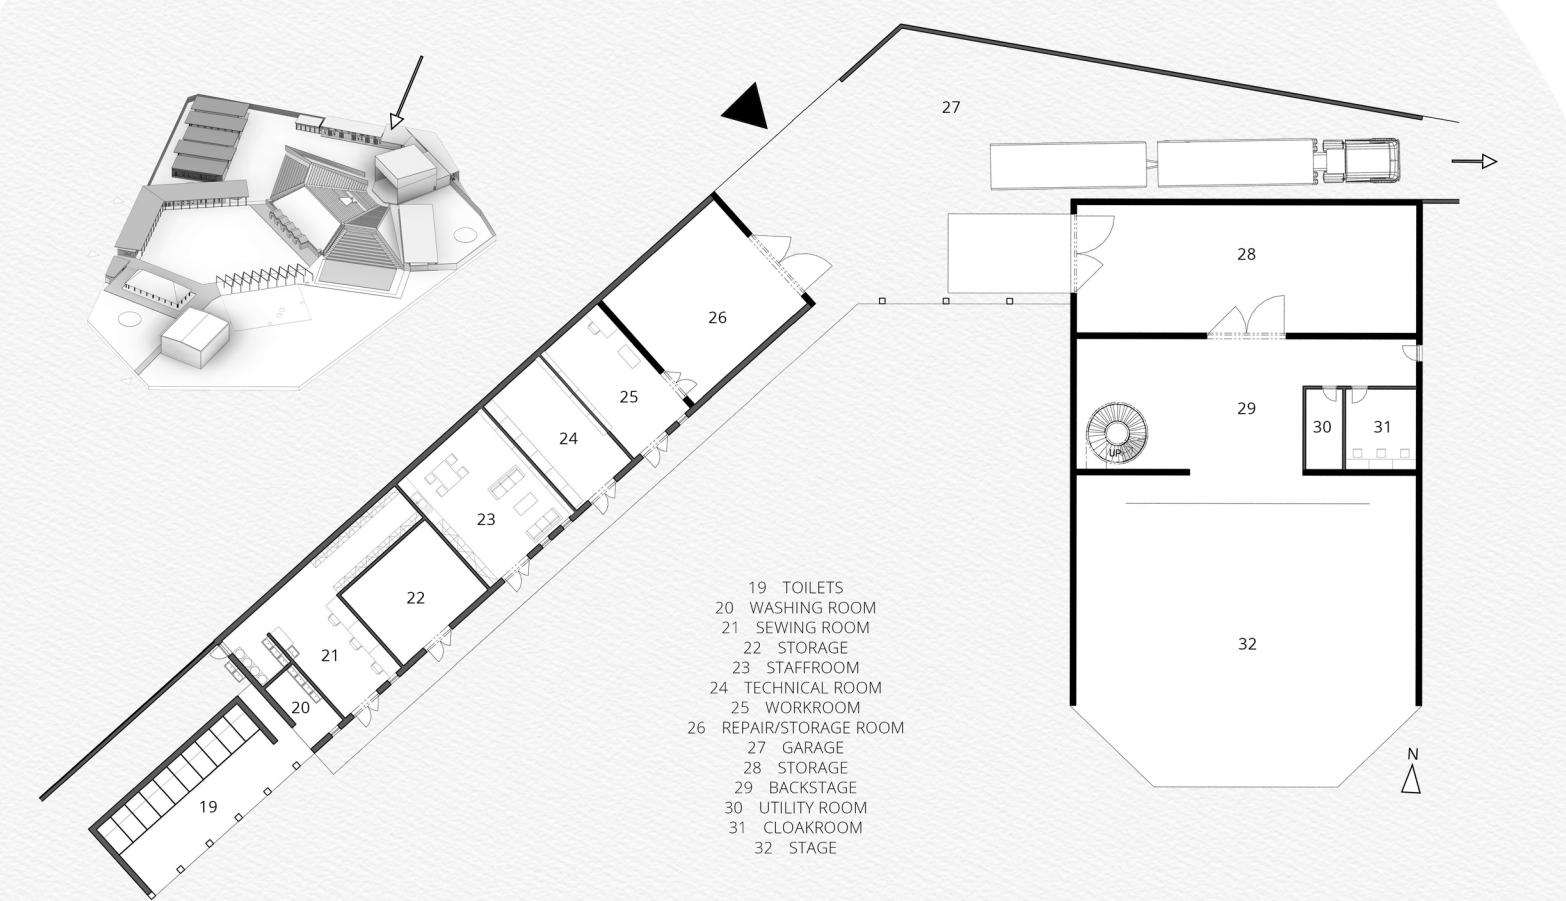 27
28
26
25
29
30
31
UP
24
23
22
21
20
19
32
N
19 TOILETS
20 WASHING ROOM
21 SEWING ROOM
22 STORAGE
23 STAFFROOM
24 TECHNICAL ROOM
25 WORKROOM
26 REPAIR/STORAGE ROOM
27 GARAGE
28 STORAGE
29 BACKSTAGE
30 UTILITY ROOM
31 CLOAKROOM
32 STAGE